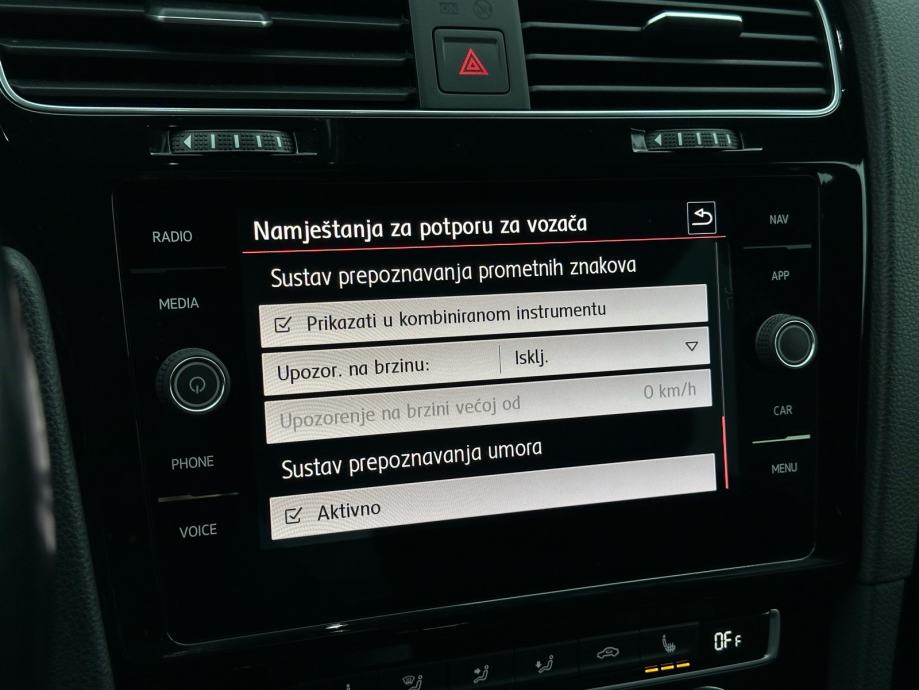 RADIO
MEDIA
PHONE
VOICE
Namještanja za potporu za vozača
Sustav prepoznavanja prometnih znakova
Prikazati u kombiniranom instrumentu
Upozor. na brzinu: Isklj.
Upozorenje na brzini većoj od 0 km/h
Sustav prepoznavanja umora
Aktivno
NAV
APP
CAR
MENU
OFF